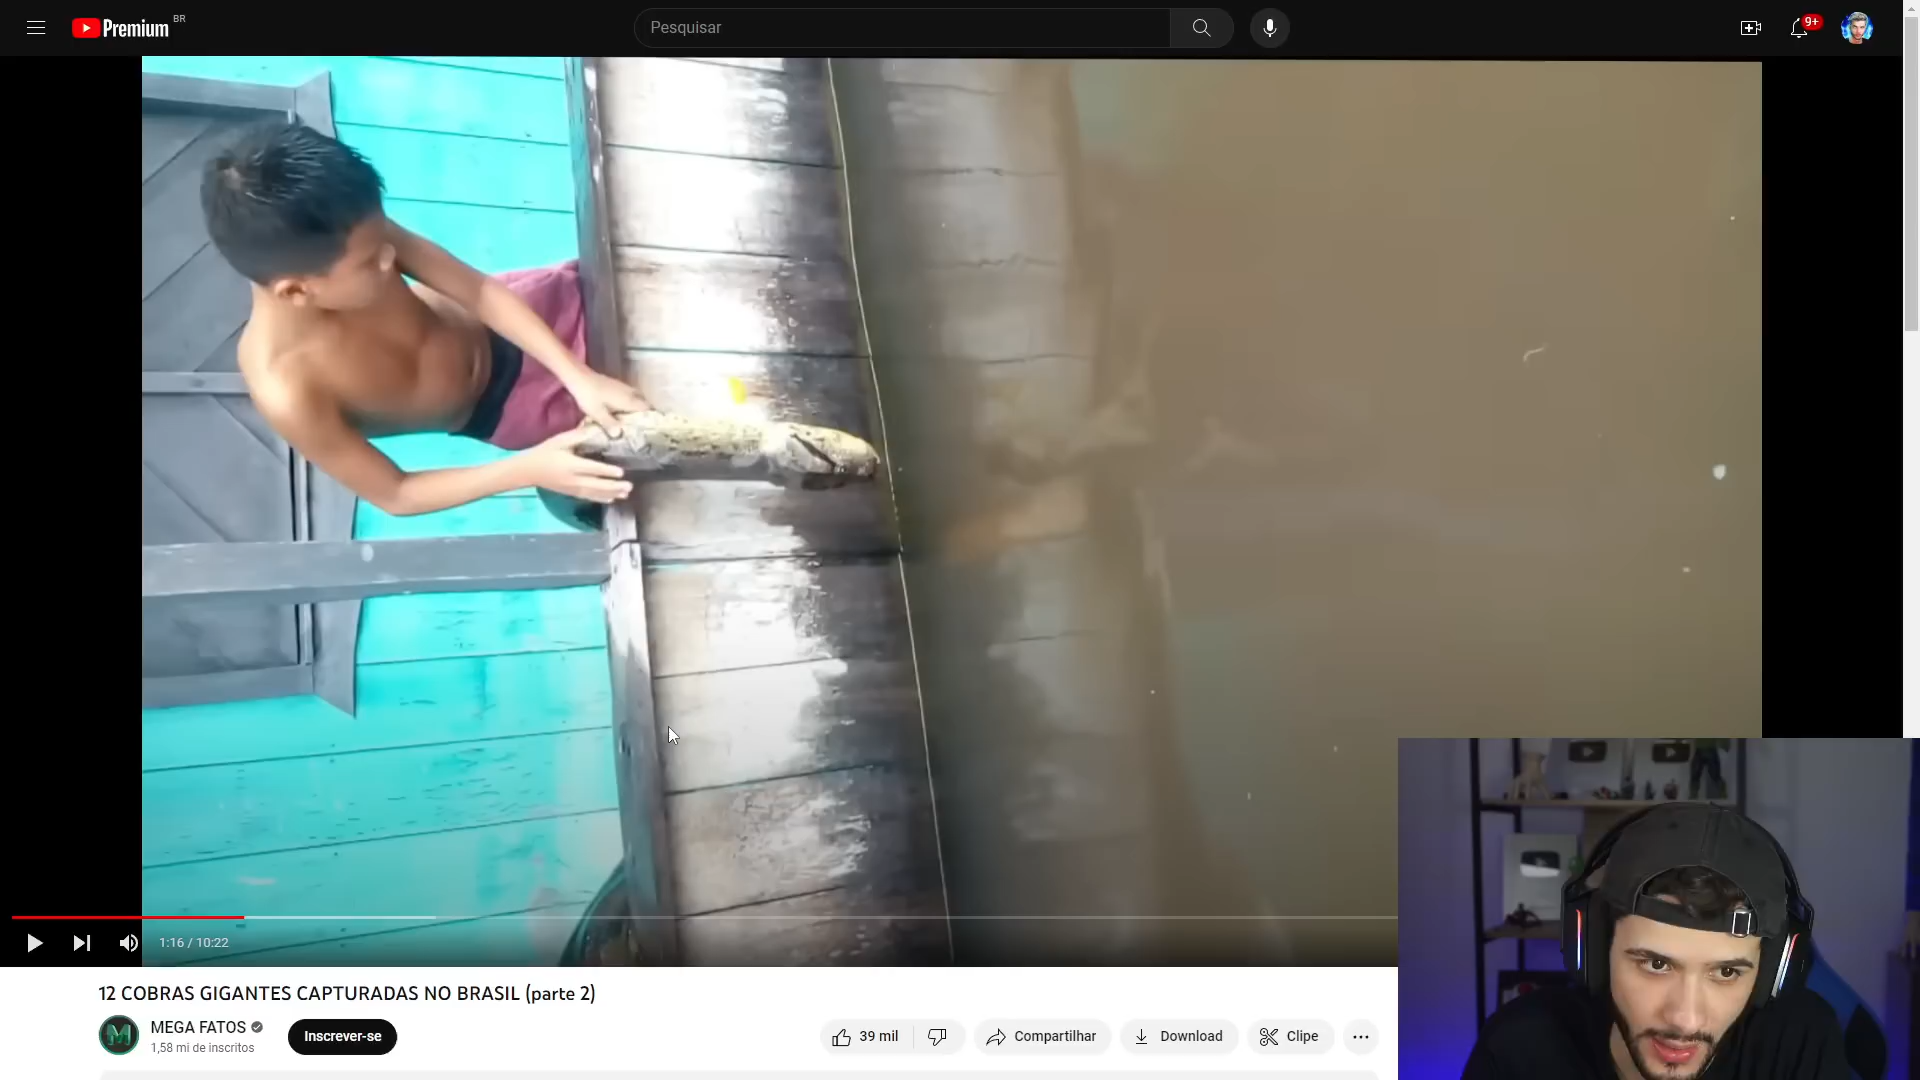 Premium BR
Pesquisar
9+
1:16 / 10:22
12 COBRAS GIGANTES CAPTURADAS NO BRASIL (parte 2)
MEGA FATOS
1,58 mi de inscritos
Inscrever-se
39 mil
Compartilhar
Download
Clipe